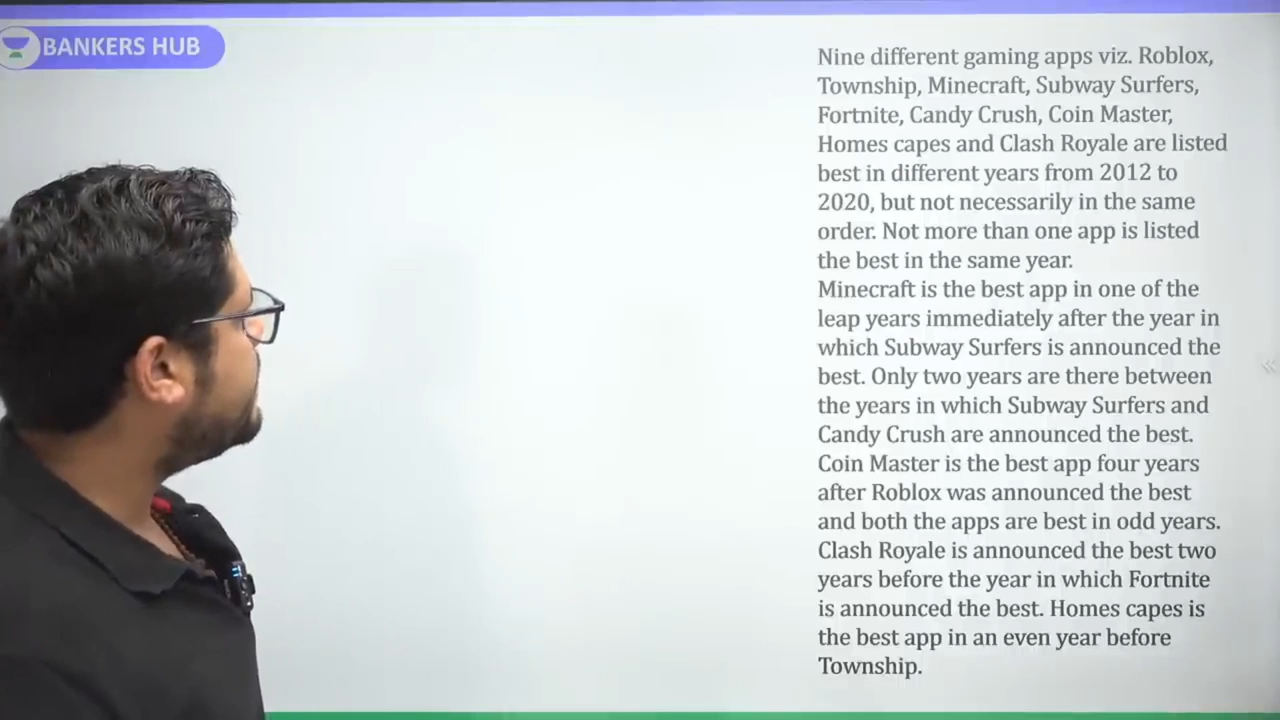 BANKERS HUB
Nine different gaming apps viz. Roblox,
Township, Minecraft, Subway Surfers,
Fortnite, Candy Crush, Coin Master,
Homes capes and Clash Royale are listed
best in different years from 2012 to
2020, but not necessarily in the same
order. Not more than one app is listed
the best in the same year.
Minecraft is the best app in one of the
leap years immediately after the year in
which Subway Surfers is announced the
best. Only two years are there between
the years in which Subway Surfers and
Candy Crush are announced the best.
Coin Master is the best app four years
after Roblox was announced the best
and both the apps are best in odd years.
Clash Royale is announced the best two
years before the year in which Fortnite
is announced the best. Homes capes is
the best app in an even year before
Township.